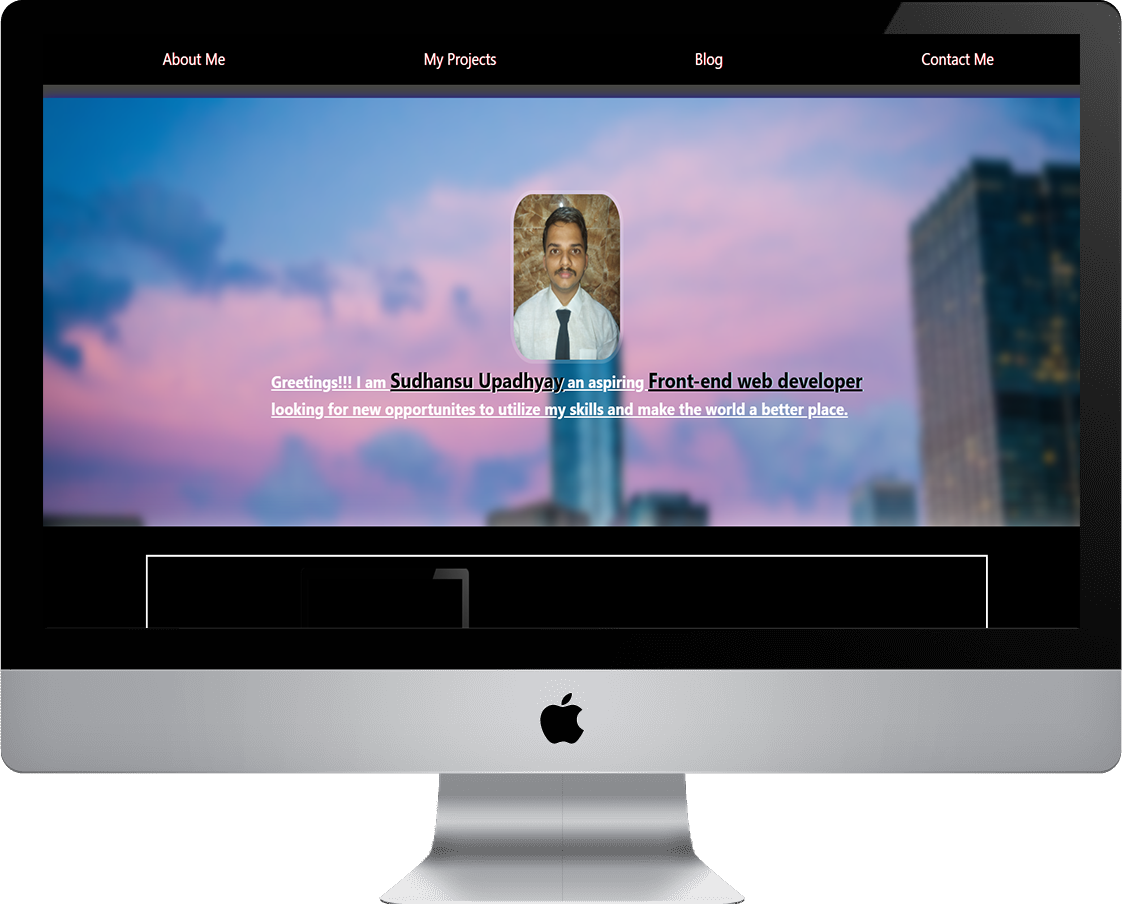 About Me My Projects Blog Contact Me
Greetings!!! I am Sudhansu Upadhyay an aspiring Front-end web developer
looking for new opportunites to utilize my skills and make the world a better place.